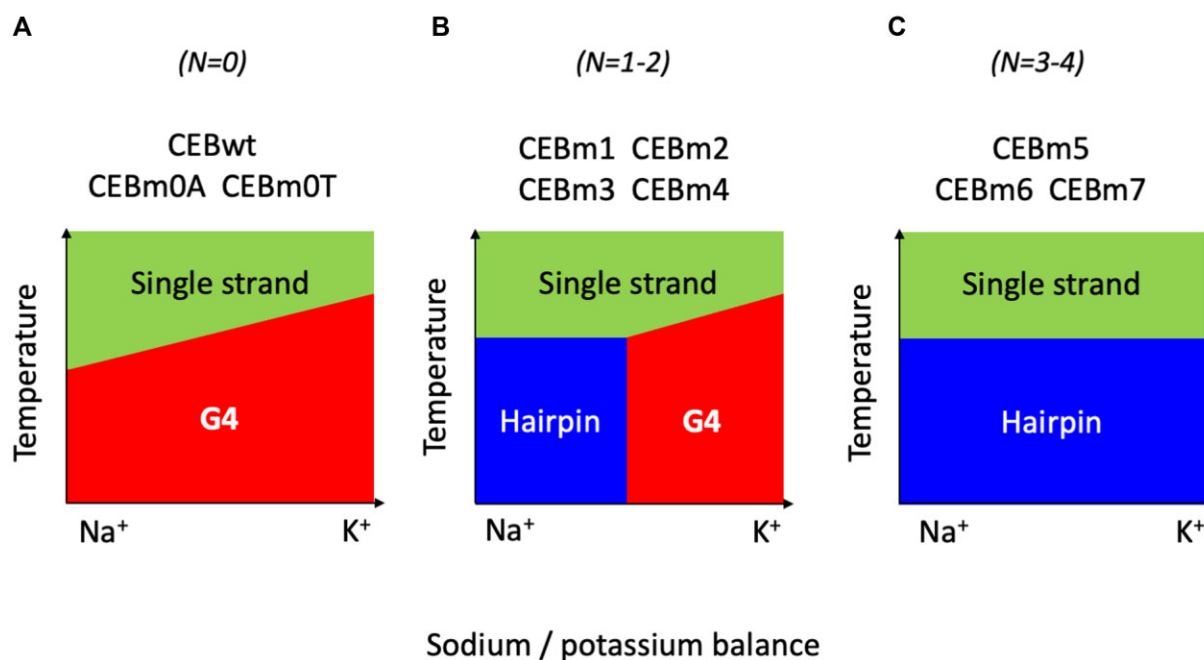 A
(N=0)
CEBwt
CEBm0A CEBm0T
Temperature
Single strand
G4
Na⁺
K⁺
B
(N=1-2)
CEBm1 CEBm2
CEBm3 CEBm4
Temperature
Single strand
Hairpin
G4
Na⁺
K⁺
C
(N=3-4)
CEBm5
CEBm6 CEBm7
Temperature
Single strand
Hairpin
Na⁺
K⁺
Sodium / potassium balance